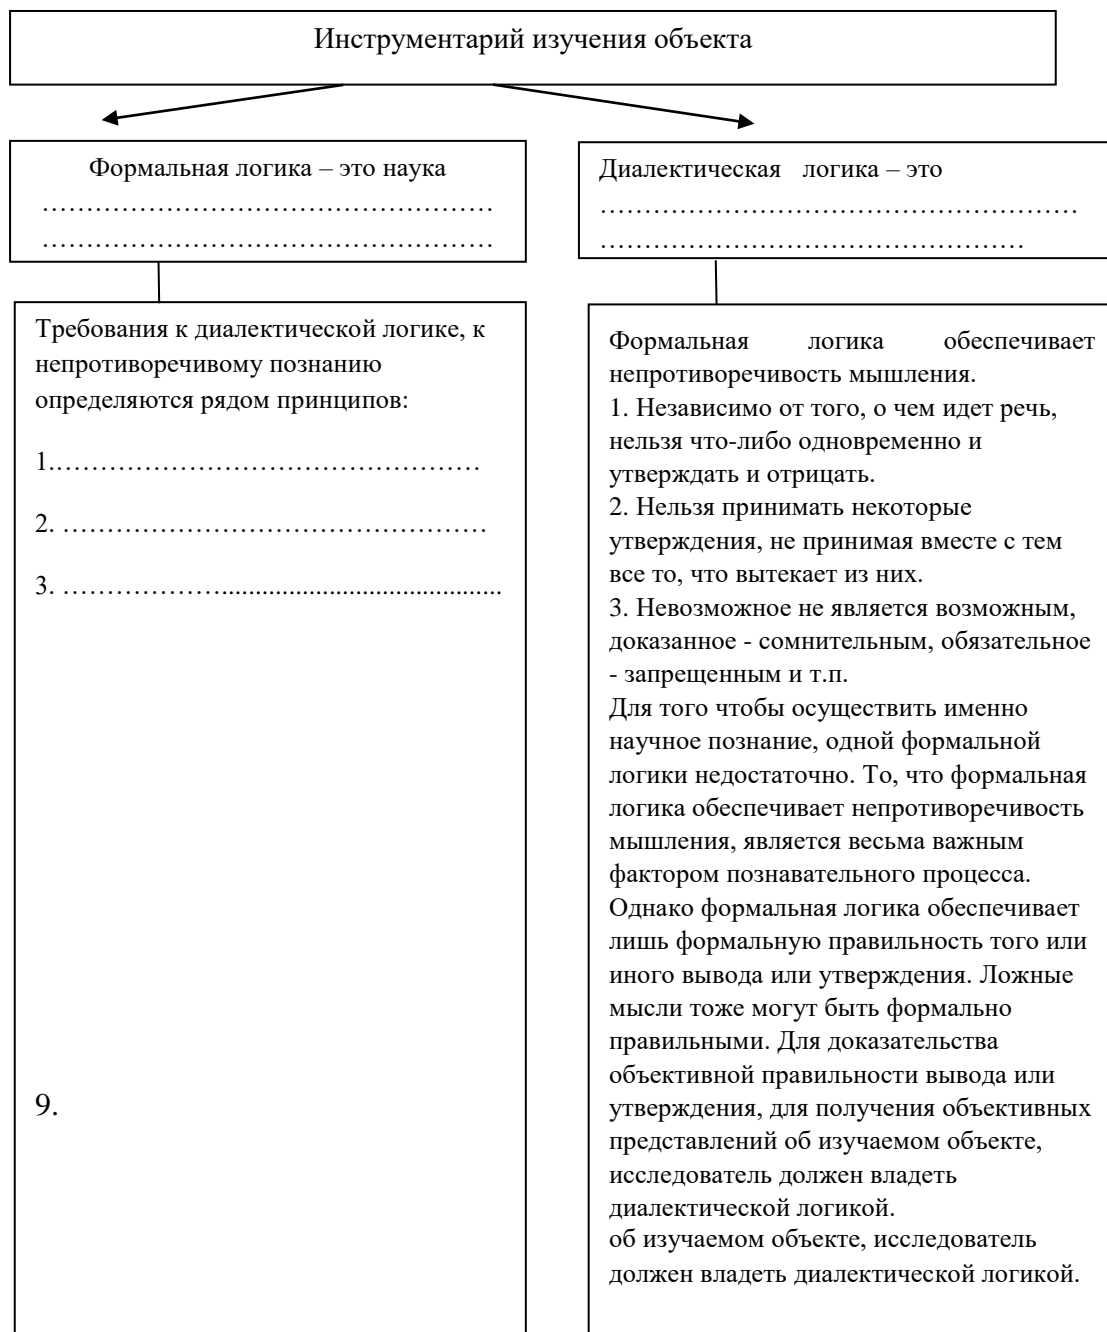 Инструментарий изучения объекта
Формальная логика – это наука
……………………………………………
……………………………………………
Диалектическая логика – это
………………………………………………
…………………………………………
Требования к диалектической логике, к
непротиворечивому познанию
определяются рядом принципов:
1.…………………………………………
2. …………………………………………
3. ………………...........................................
9.
Формальная логика обеспечивает
непротиворечивость мышления.
1. Независимо от того, о чем идет речь,
нельзя что-либо одновременно и
утверждать и отрицать.
2. Нельзя принимать некоторые
утверждения, не принимая вместе с тем
все то, что вытекает из них.
3. Невозможное не является возможным,
доказанное - сомнительным, обязательное
- запрещенным и т.п.
Для того чтобы осуществить именно
научное познание, одной формальной
логики недостаточно. То, что формальная
логика обеспечивает непротиворечивость
мышления, является весьма важным
фактором познавательного процесса.
Однако формальная логика обеспечивает
лишь формальную правильность того или
иного вывода или утверждения. Ложные
мысли тоже могут быть формально
правильными. Для доказательства
объективной правильности вывода или
утверждения, для получения объективных
представлений об изучаемом объекте,
исследователь должен владеть
диалектической логикой.
об изучаемом объекте, исследователь
должен владеть диалектической логикой.